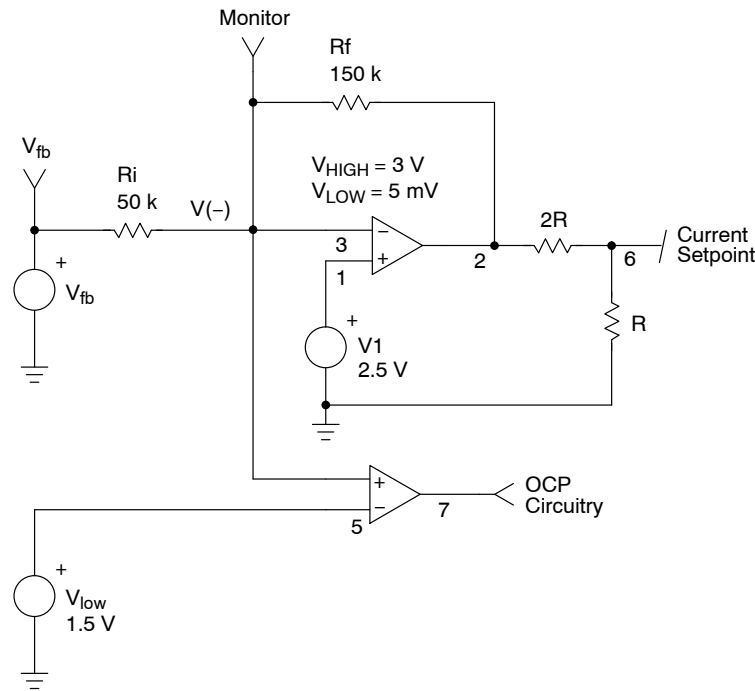 Monitor
Rf
150 k
Vfb
Ri
50 k
V(−)
VHIGH = 3 V
VLOW = 5 mV
−
3
+
1
2
2R
6
Current
Setpoint
+
Vfb
+
V1
2.5 V
R
+
−
5
7
OCP
Circuitry
+
Vlow
1.5 V